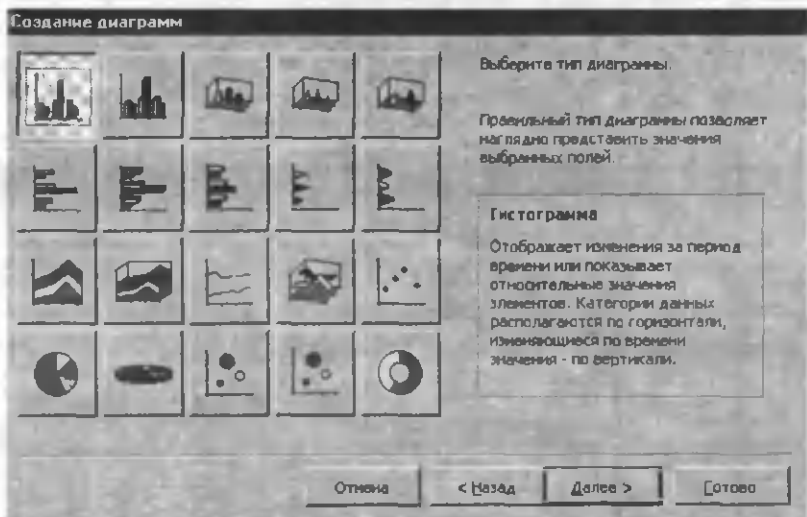 Создание диаграмм
Выберите тип диаграммы.
Правильный тип диаграммы позволяет
наглядно представить значения
выбранных полей.
Гистограмма
Отображает изменения за период
времени или показывает
относительные значения
элементов. Категории данных
располагаются по горизонтали,
изменяющиеся по времени
значения - по вертикали.
Отмена
< Назад
Далее >
Готово